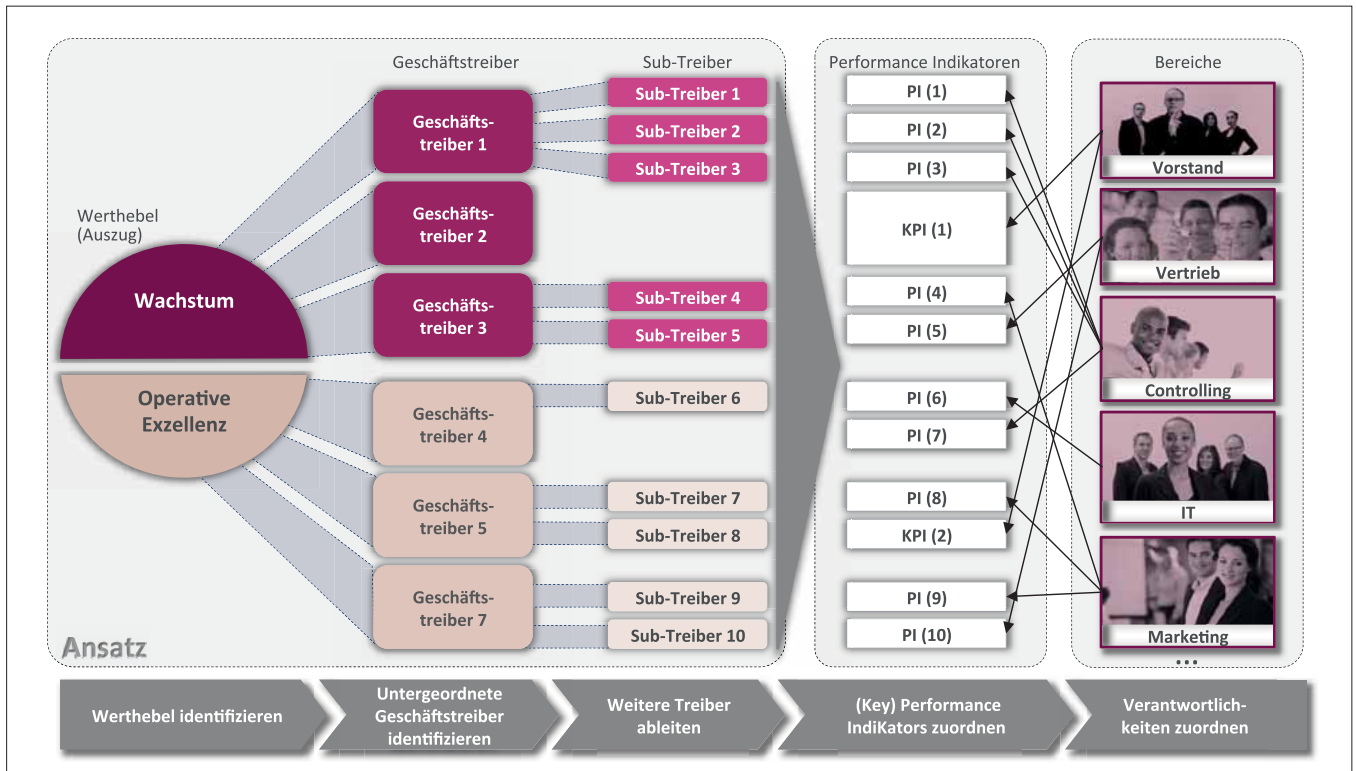 Geschäftstreiber
Sub-Treiber
Performance Indikatoren
Bereiche
Werthebel
(Auszug)
Wachstum
Operative
Exzellenz
Geschäfts-
treiber 1
Geschäfts-
treiber 2
Geschäfts-
treiber 3
Geschäfts-
treiber 4
Geschäfts-
treiber 5
Geschäfts-
treiber 7
Sub-Treiber 1
Sub-Treiber 2
Sub-Treiber 3
Sub-Treiber 4
Sub-Treiber 5
Sub-Treiber 6
Sub-Treiber 7
Sub-Treiber 8
Sub-Treiber 9
Sub-Treiber 10
PI (1)
PI (2)
PI (3)
KPI (1)
PI (4)
PI (5)
PI (6)
PI (7)
PI (8)
KPI (2)
PI (9)
PI (10)
Vorstand
Vertrieb
Controlling
IT
Marketing
...
Ansatz
Werthebel identifizieren
Untergeordnete
Geschäftstreiber
identifizieren
Weitere Treiber
ableiten
(Key) Performance
IndiKators zuordnen
Verantwortlich-
keiten zuordnen